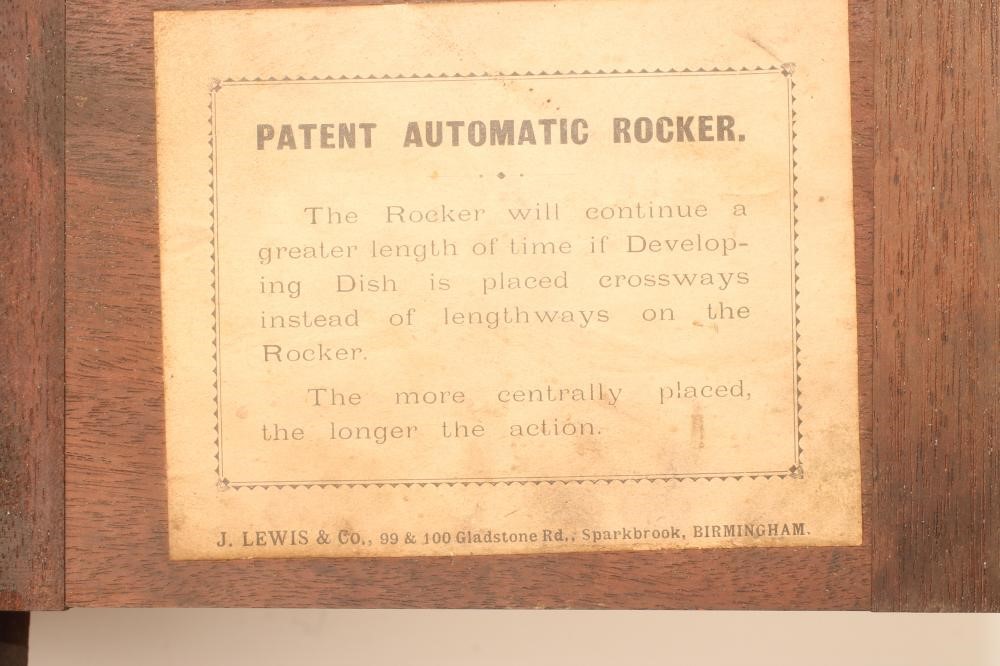 PATENT AUTOMATIC ROCKER.
The Rocker will continue a
greater length of time if Develop-
ing Dish is placed crossways
instead of lengthways on the
Rocker.
The more centrally placed,
the longer the action.
J. LEWIS & Co., 99 & 100 Gladstone Rd., Sparkbrook, BIRMINGHAM.